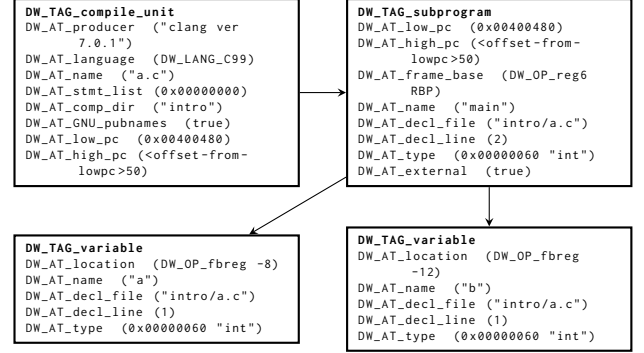 DW_TAG_compile_unit
DW_AT_producer ("clang ver
7.0.1")
DW_AT_language (DW_LANG_C99)
DW_AT_name ("a.c")
DW_AT_stmt_list (0x00000000)
DW_AT_comp_dir ("intro")
DW_AT_GNU_pubnames (true)
DW_AT_low_pc (0x00400480)
DW_AT_high_pc (<offset-from-
lowpc>50)
DW_TAG_subprogram
DW_AT_low_pc (0x00400480)
DW_AT_high_pc (<offset-from-
lowpc>50)
DW_AT_frame_base (DW_OP_reg6
RBP)
DW_AT_name ("main")
DW_AT_decl_file ("intro/a.c")
DW_AT_decl_line (2)
DW_AT_type (0x00000060 "int")
DW_AT_external (true)
DW_TAG_variable
DW_AT_location (DW_OP_fbreg -8)
DW_AT_name ("a")
DW_AT_decl_file ("intro/a.c")
DW_AT_decl_line (1)
DW_AT_type (0x00000060 "int")
DW_TAG_variable
DW_AT_location (DW_OP_fbreg
-12)
DW_AT_name ("b")
DW_AT_decl_file ("intro/a.c")
DW_AT_decl_line (1)
DW_AT_type (0x00000060 "int")